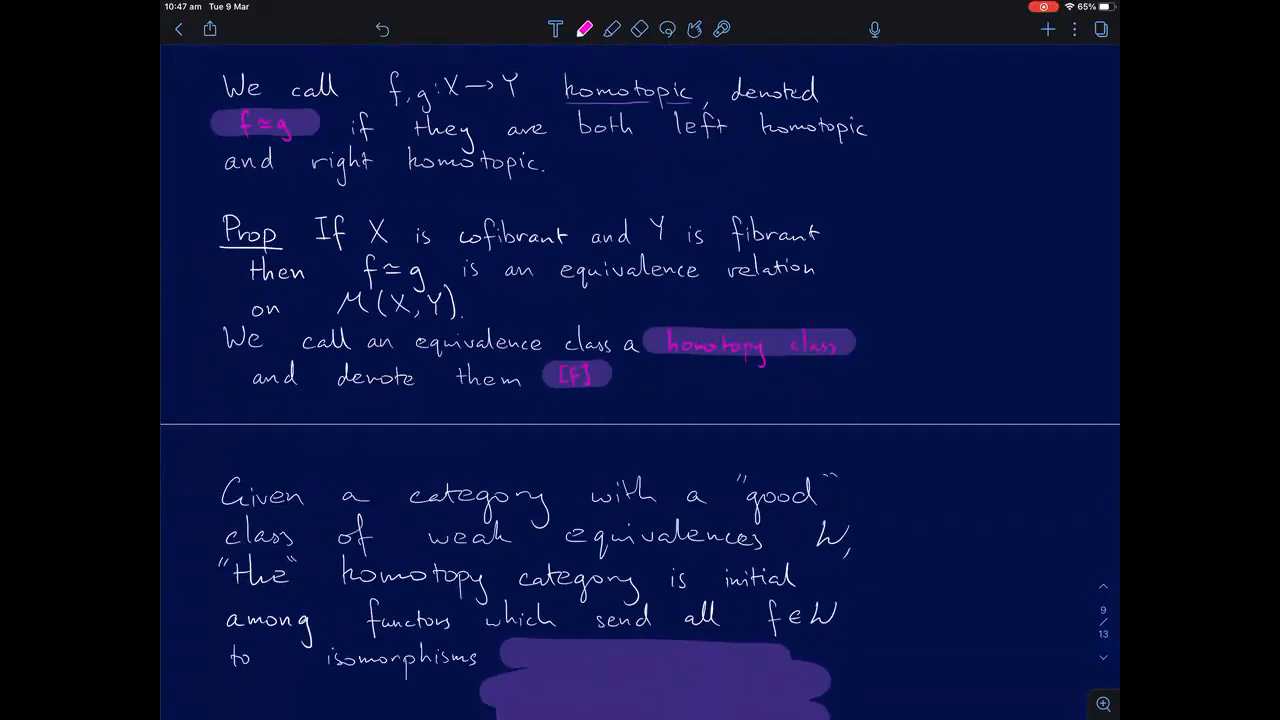 10:47 am Tue 9 Mar
65%
We call f, g : X → Y homotopic, denoted
f ≃ g if they are both left homotopic
and right homotopic.
Prop If X is cofibrant and Y is fibrant
then f ≃ g is an equivalence relation
on M(X, Y).
We call an equivalence class a homotopy class
and denote them [f]
Given a category with a "good"
class of weak equivalences W,
"the" homotopy category is initial
among functors which send all f ∈ W
to isomorphisms
9
/
13